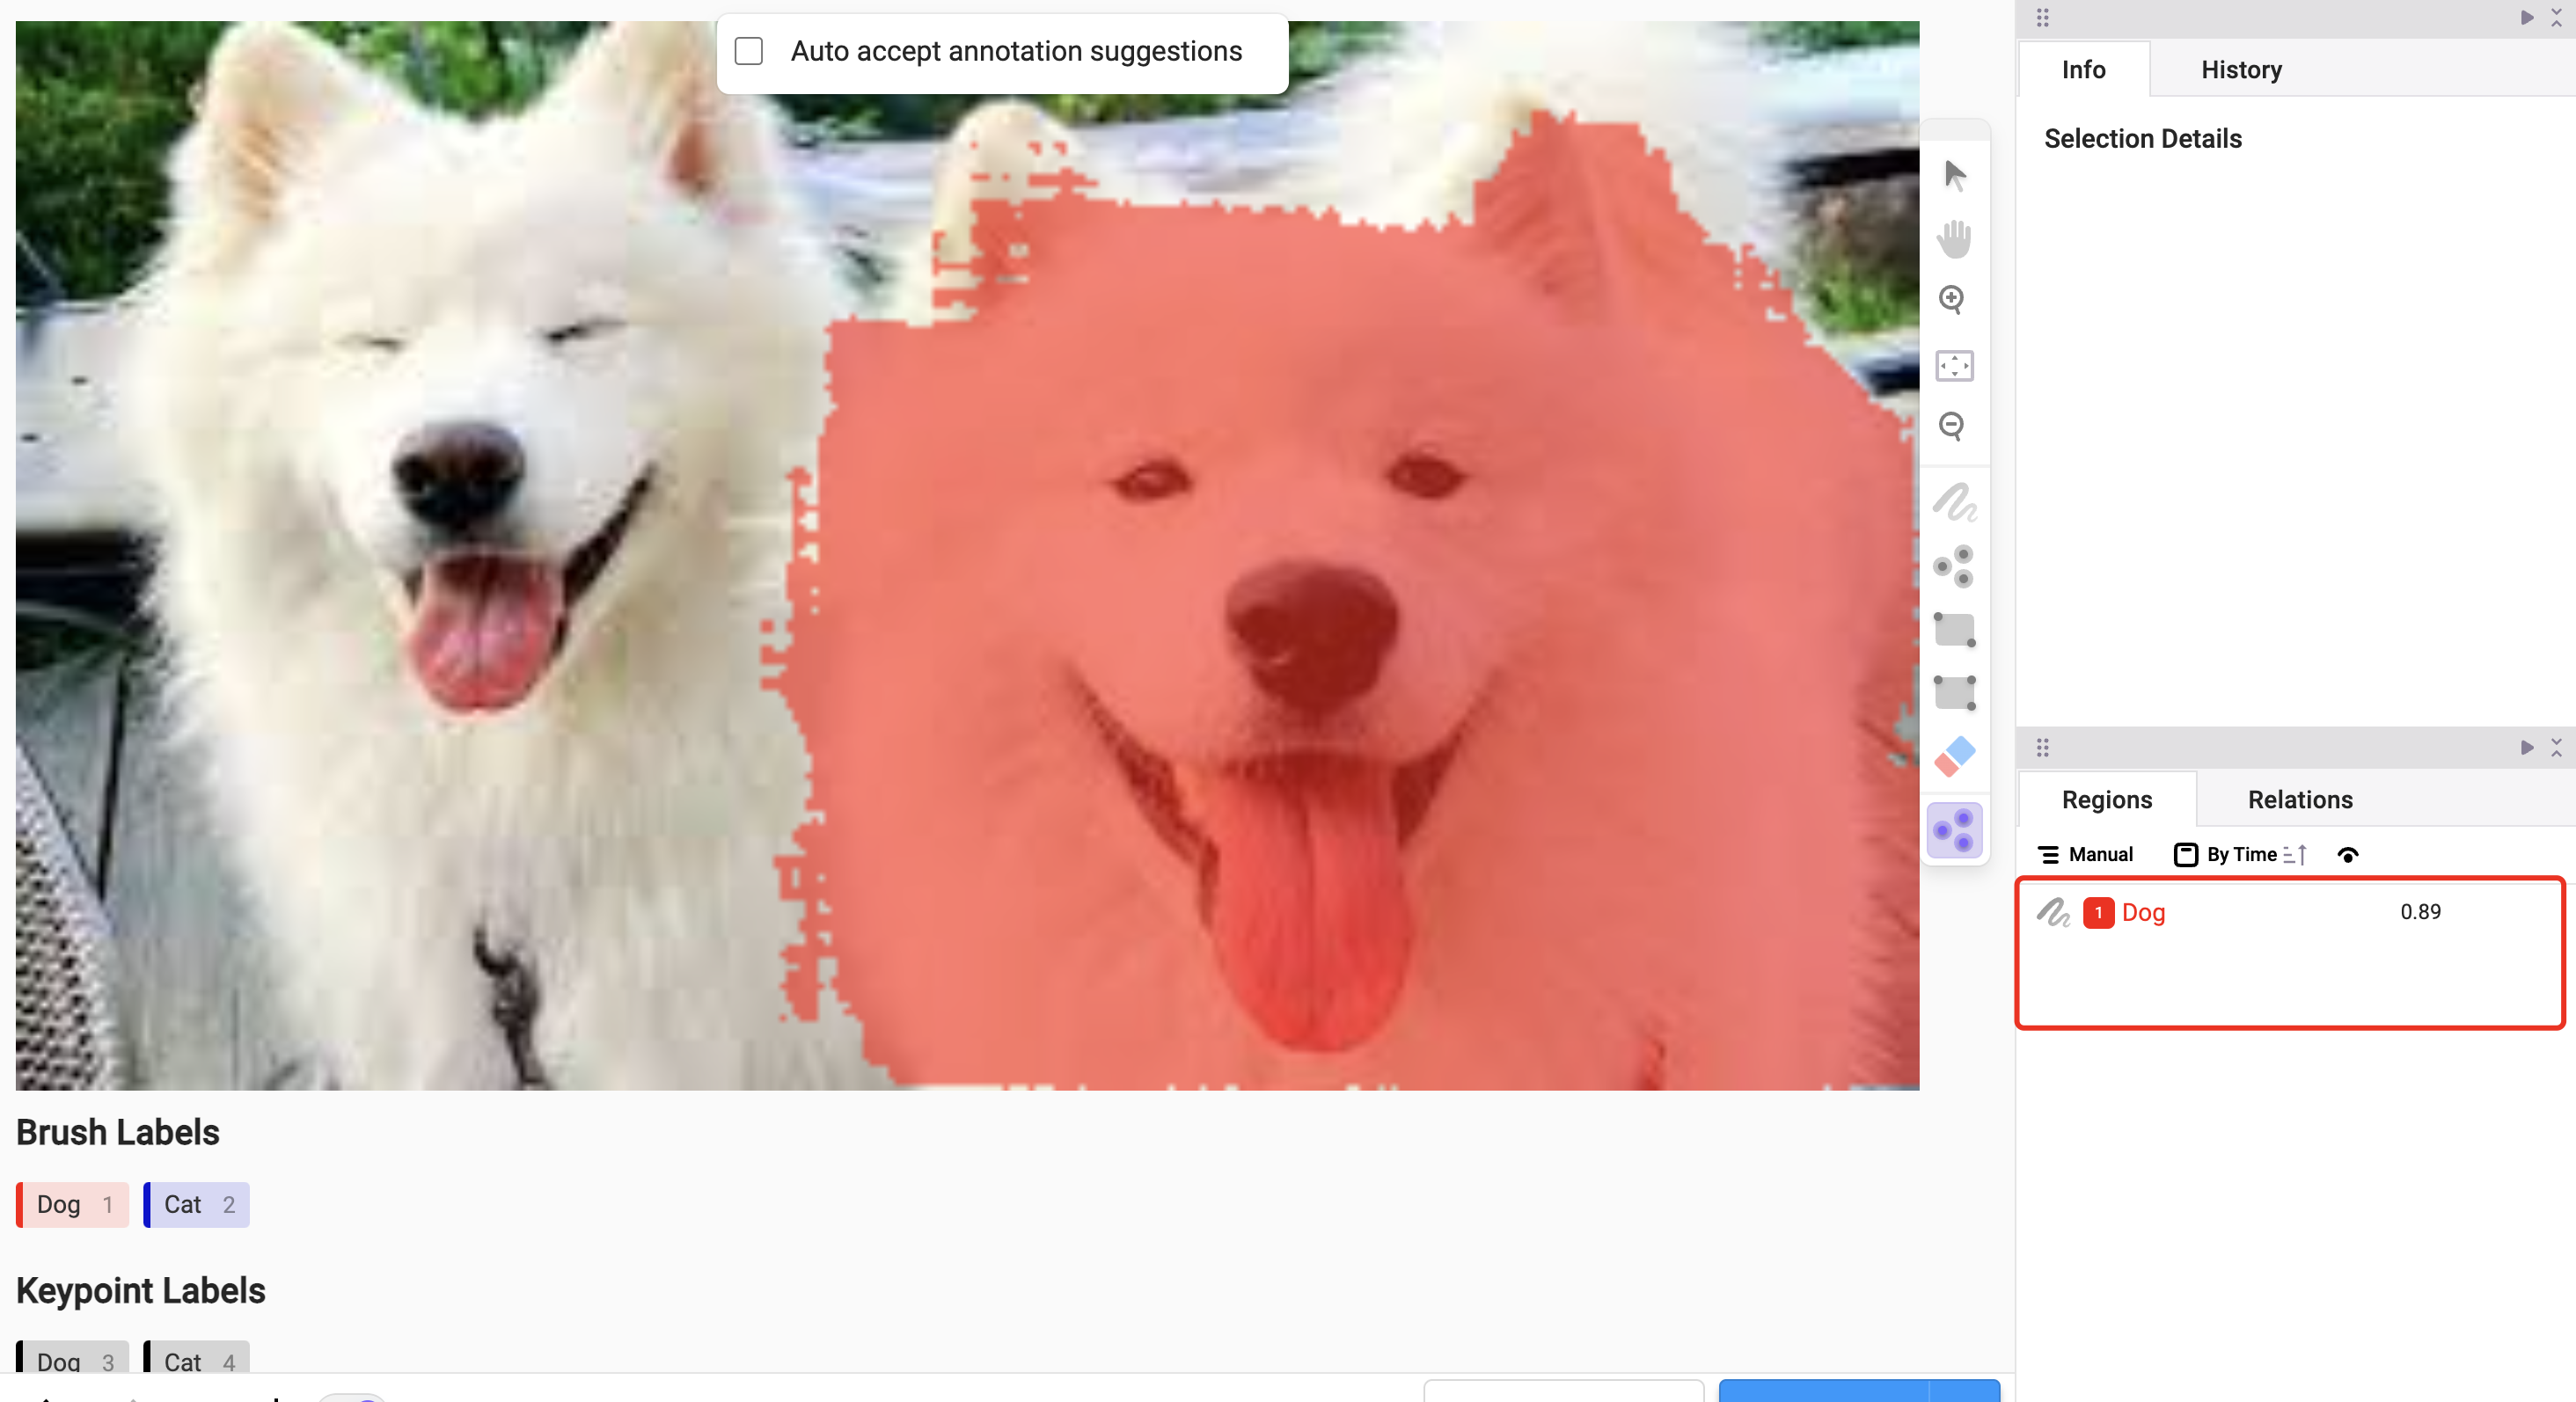 Auto accept annotation suggestions
Info
History
Selection Details
Regions
Relations
Manual
By Time
1 Dog 0.89
Brush Labels
Dog 1
Cat 2
Keypoint Labels
Dog 3
Cat 4